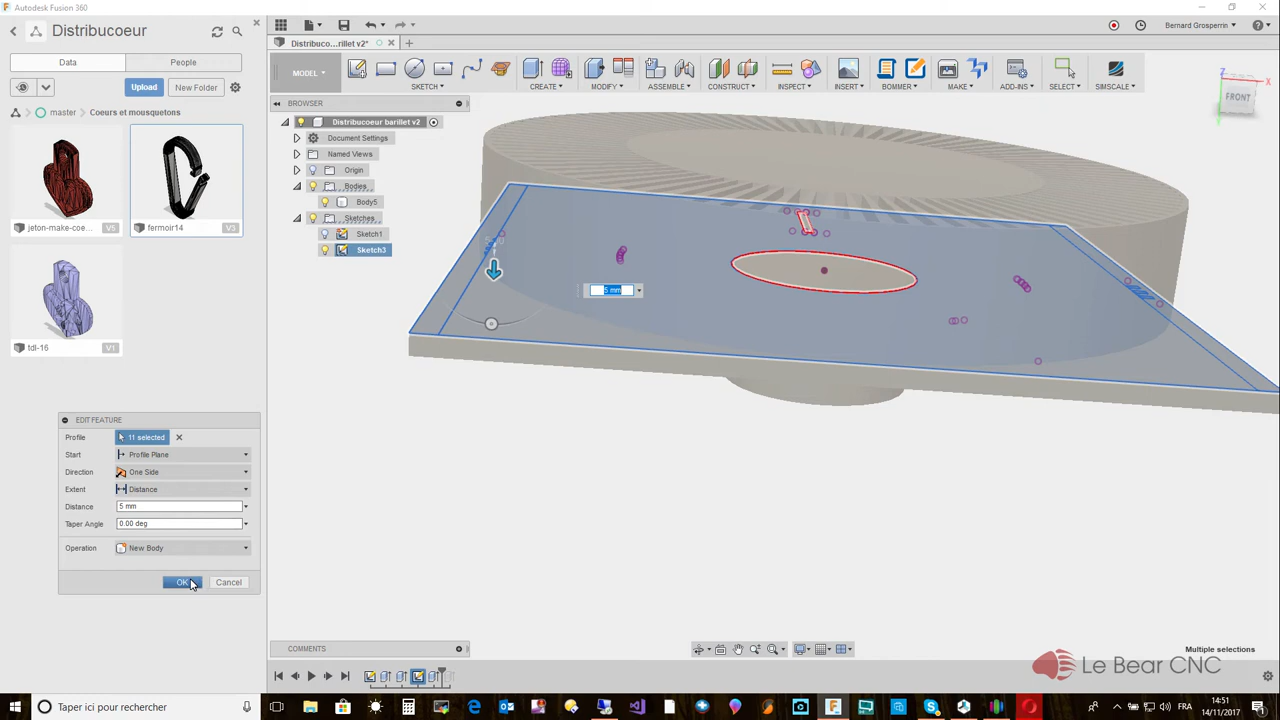 Autodesk Fusion 360
Distribucoeur
Data
People
Upload
New Folder
master
Coeurs et mousquetons
jeton-make-coe...
V5
fermoir14
V3
tdl-16
V1
Bernard Grosperrin
Distribuco...rillet v2*
MODEL
SKETCH
CREATE
MODIFY
ASSEMBLE
CONSTRUCT
INSPECT
INSERT
BOMMER
MAKE
ADD-INS
SELECT
SIMSCALE
BROWSER
Distribucoeur barillet v2
Document Settings
Named Views
Origin
Bodies
Body5
Sketches
Sketch1
Sketch3
Z
X
FRONT
5 mm
EDIT FEATURE
Profile
11 selected
Start
Profile Plane
Direction
One Side
Extent
Distance
Distance
5 mm
Taper Angle
0.00 deg
Operation
New Body
OK
Cancel
COMMENTS
Multiple selections
Le Bear CNC
Taper ici pour rechercher
FRA
14:51
14/11/2017